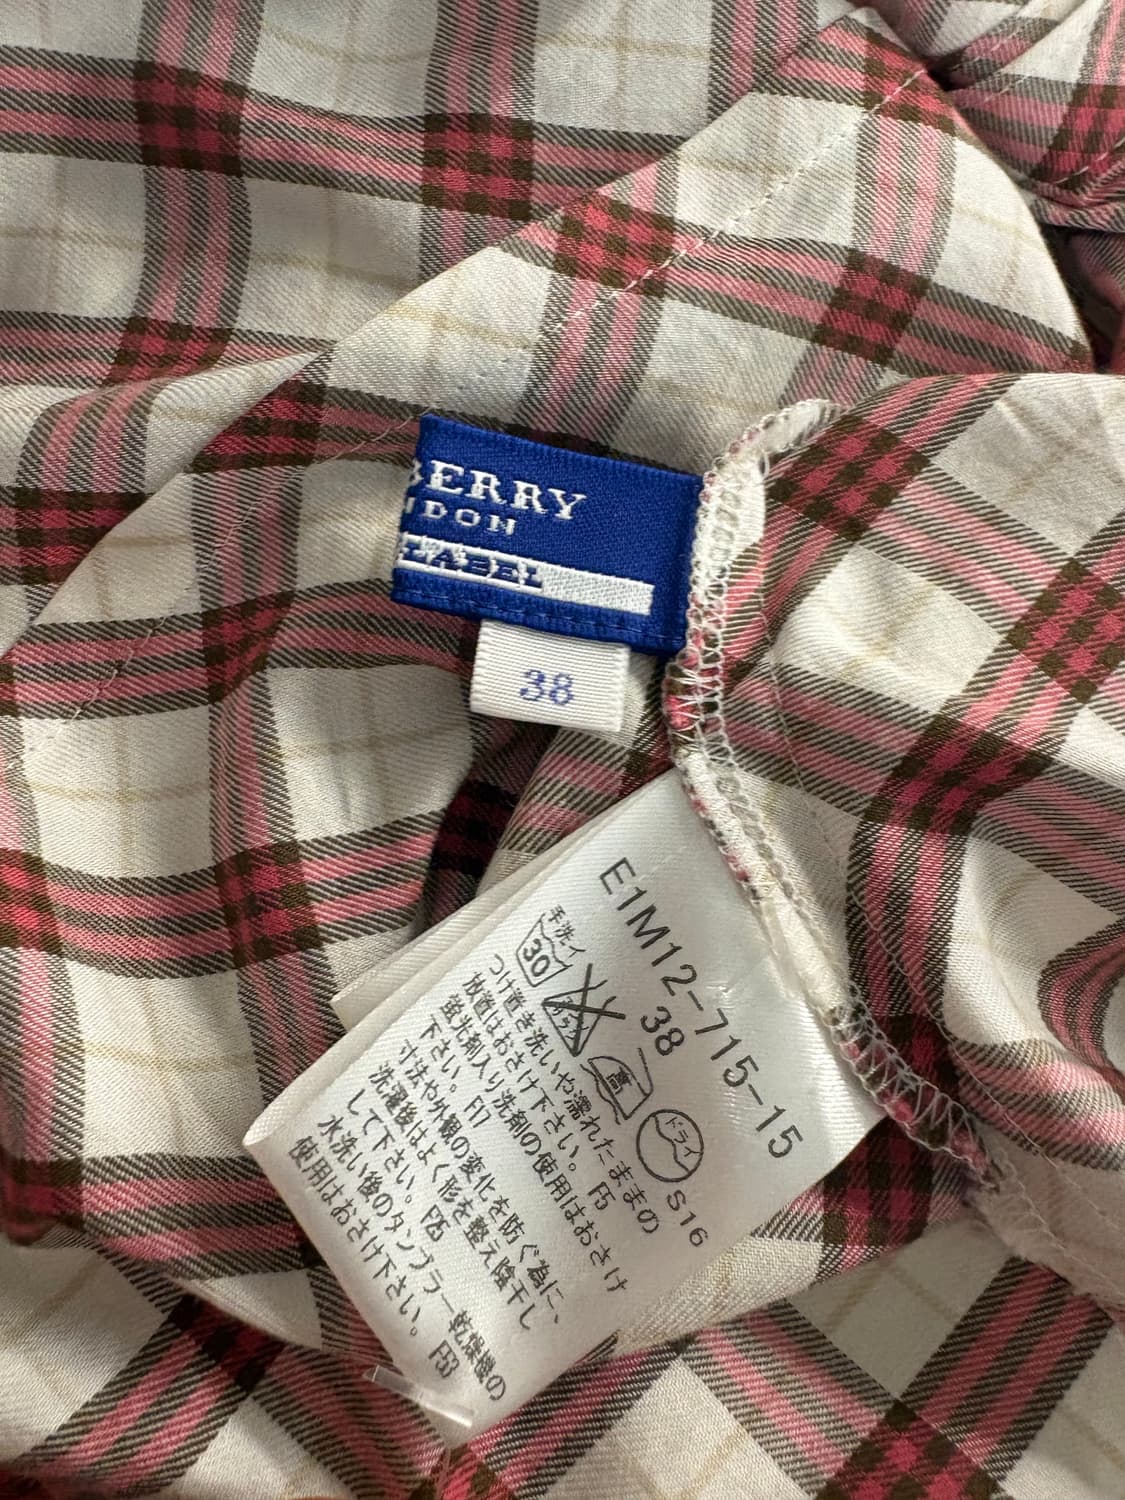 BERRY
NDON
LABEL
38
E1M12-715-15
38
手洗イ
30
高
ドライ
S16
つけ置き洗いや濡れたままの
放置はおさけ下さい。 F5
蛍光剤入り洗剤の使用はおさけ
下さい。 F17
寸法や外観の変化を防ぐ為に、
洗濯後はよく形を整え陰干し
して下さい。 F25
水洗い後のタンブラー乾燥機の
使用はおさけ下さい。 F53